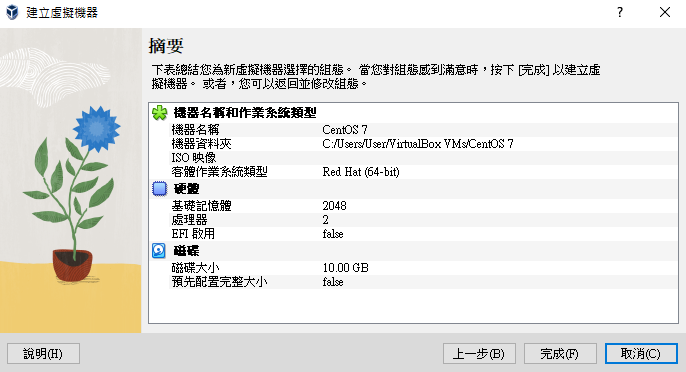 建立虛擬機器
摘要
下表總結您為新虛擬機器選擇的組態。 當您對組態感到滿意時，按下 [完成] 以建立虛
擬機器。 或者，您可以返回並修改組態。
機器名稱和作業系統類型
機器名稱 CentOS 7
機器資料夾 C:/Users/User/VirtualBox VMs/CentOS 7
ISO 映像
客體作業系統類型 Red Hat (64-bit)
硬體
基礎記憶體 2048
處理器 2
EFI 啟用 false
磁碟
磁碟大小 10.00 GB
預先配置完整大小 false
說明(H) 上一步(B) 完成(F) 取消(C)